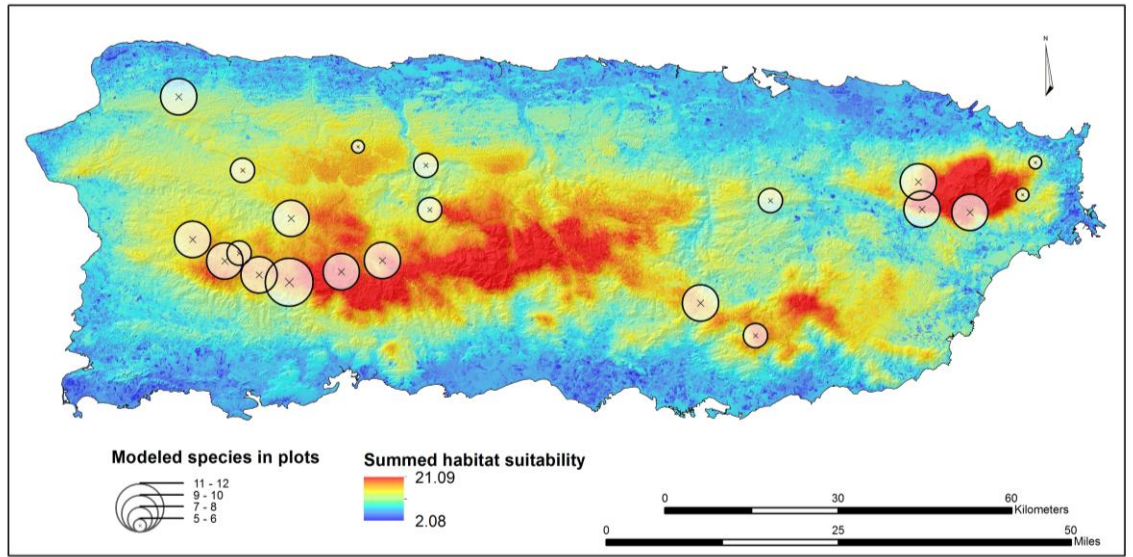 N
Modeled species in plots
11 - 12
9 - 10
7 - 8
5 - 6
Summed habitat suitability
21.09
2.08
0 30 60
Kilometers
0 25 50
Miles